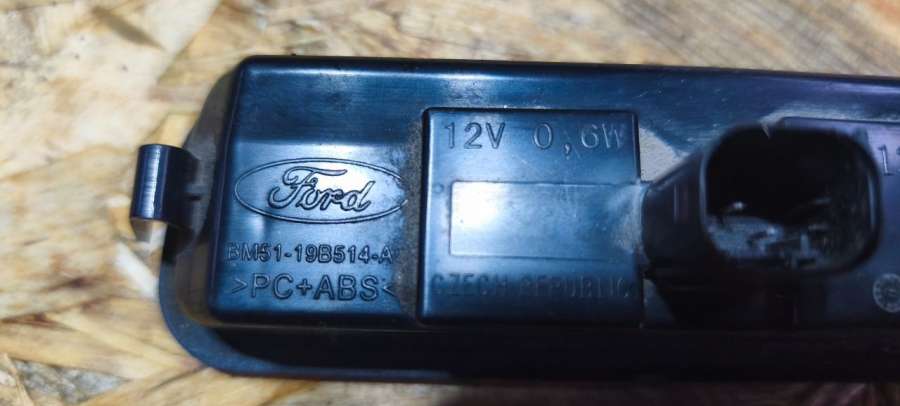 Ford
BM51-19B514-A
>PC+ABS<
12V 0,6W
CZECH REPUBLIC